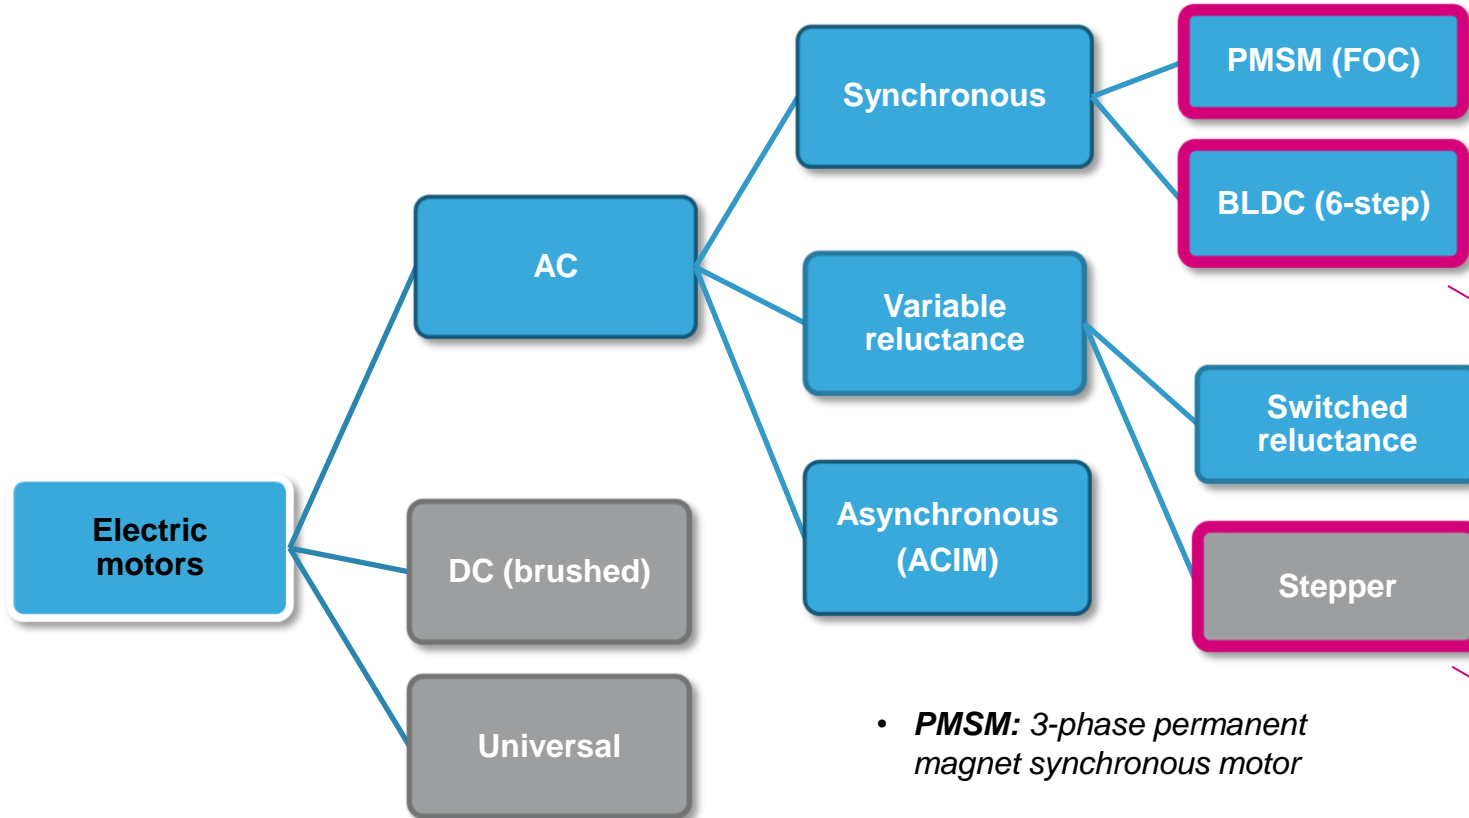 PMSM (FOC)
Synchronous
BLDC (6-step)
AC
Variable
reluctance
Switched
reluctance
Electric
motors
DC (brushed)
Asynchronous
(ACIM)
Stepper
Universal
• PMSM: 3-phase permanent
magnet synchronous motor